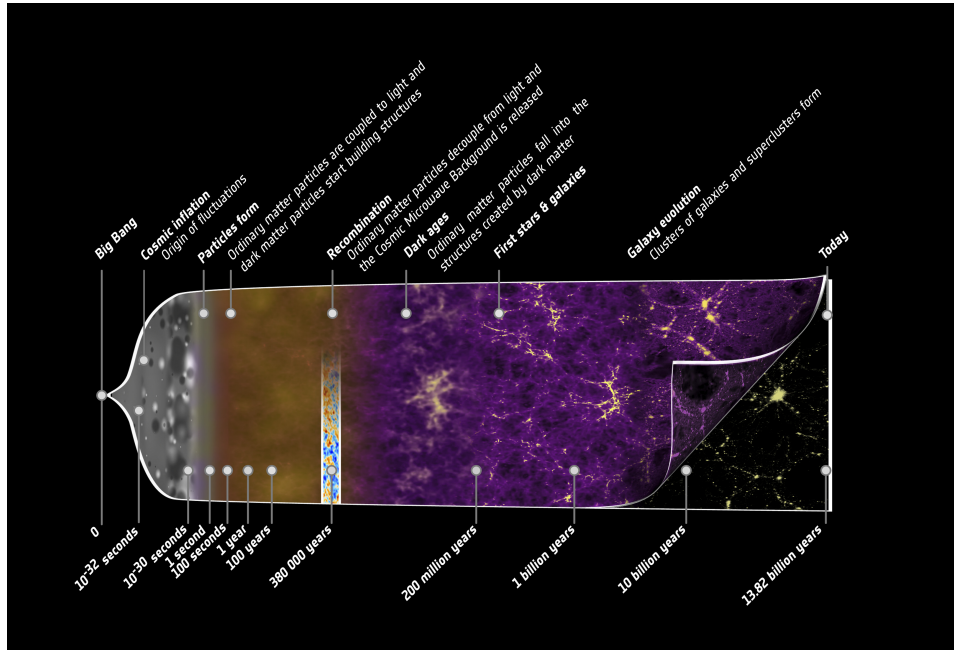 Big Bang
Cosmic inflation
Origin of fluctuations
Particles form
Ordinary matter particles are coupled to light and
dark matter particles start building structures
Recombination
Ordinary matter particles decouple from light and
the Cosmic Microwave Background is released
Dark ages
Ordinary matter particles fall into the
structures created by dark matter
First stars & galaxies
Galaxy evolution
Clusters of galaxies and superclusters form
Today
0
10-32 seconds
10-30 seconds
1 second
100 seconds
1 year
100 years
380 000 years
200 million years
1 billion years
10 billion years
13.82 billion years